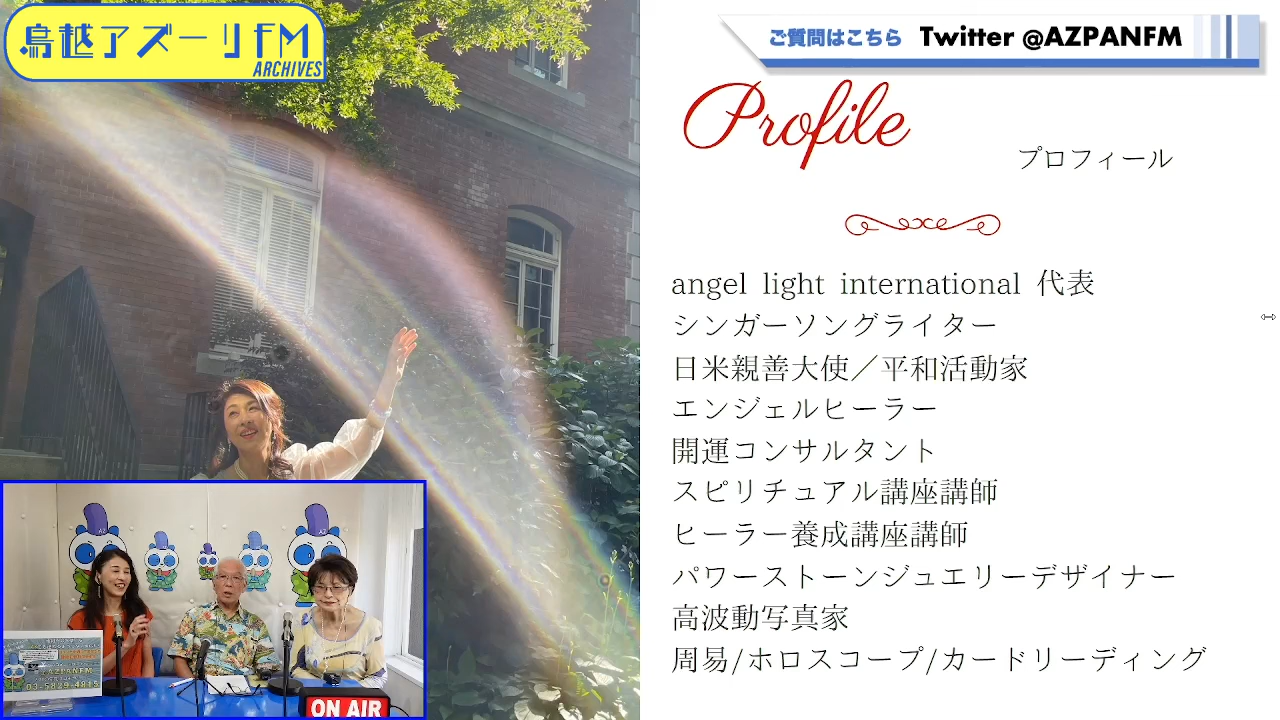 鳥越アズーリFM
ARCHIVES
ご質問はこちら Twitter @AZPANFM
Profile
プロフィール
angel light international 代表
シンガーソングライター
日米親善大使／平和活動家
エンジェルヒーラー
開運コンサルタント
スピリチュアル講座講師
ヒーラー養成講座講師
パワーストーンジュエリーデザイナー
高波動写真家
周易/ホロスコープ/カードリーディング
AZPANFM
03-5829-4815
ON AIR